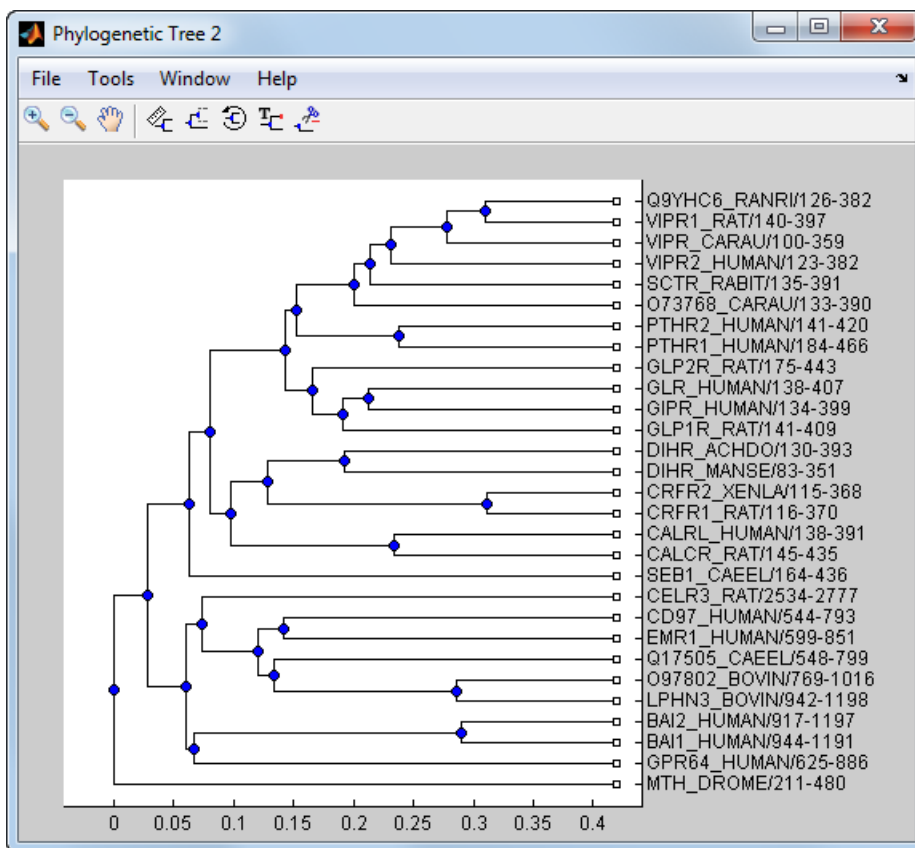 Phylogenetic Tree 2
File Tools Window Help
Q9YHC6_RANRI/126-382
VIPR1_RAT/140-397
VIPR_CARAU/100-359
VIPR2_HUMAN/123-382
SCTR_RABIT/135-391
O73768_CARAU/133-390
PTHR2_HUMAN/141-420
PTHR1_HUMAN/184-466
GLP2R_RAT/175-443
GLR_HUMAN/138-407
GIPR_HUMAN/134-399
GLP1R_RAT/141-409
DIHR_ACHDO/130-393
DIHR_MANSE/83-351
CRFR2_XENLA/115-368
CRFR1_RAT/116-370
CALRL_HUMAN/138-391
CALCR_RAT/145-435
SEB1_CAEEL/164-436
CELR3_RAT/2534-2777
CD97_HUMAN/544-793
EMR1_HUMAN/599-851
Q17505_CAEEL/548-799
O97802_BOVIN/769-1016
LPHN3_BOVIN/942-1198
BAI2_HUMAN/917-1197
BAI1_HUMAN/944-1191
GPR64_HUMAN/625-886
MTH_DROME/211-480
0 0.05 0.1 0.15 0.2 0.25 0.3 0.35 0.4